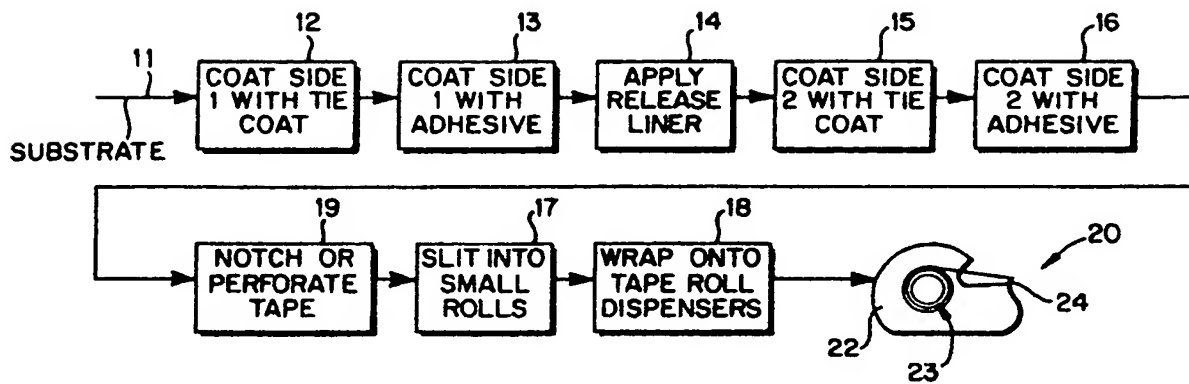 11
SUBSTRATE
12
COAT SIDE
1 WITH TIE
COAT
13
COAT SIDE
1 WITH
ADHESIVE
14
APPLY
RELEASE
LINER
15
COAT SIDE
2 WITH TIE
COAT
16
COAT SIDE
2 WITH
ADHESIVE
19
NOTCH OR
PERFORATE
TAPE
17
SLIT INTO
SMALL
ROLLS
18
WRAP ONTO
TAPE ROLL
DISPENSERS
20
24
22
23